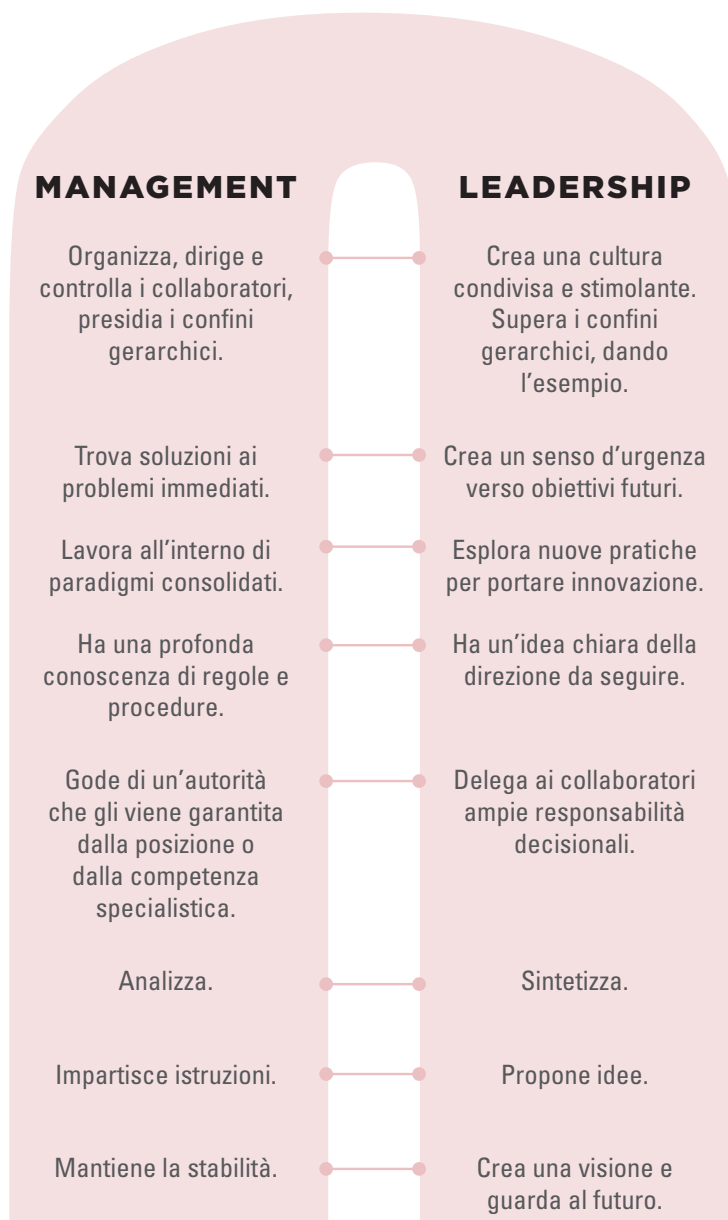 MANAGEMENT
LEADERSHIP
Organizza, dirige e
controlla i collaboratori,
presidia i confini
gerarchici.
Crea una cultura
condivisa e stimolante.
Supera i confini
gerarchici, dando
l’esempio.
Trova soluzioni ai
problemi immediati.
Crea un senso d’urgenza
verso obiettivi futuri.
Lavora all’interno di
paradigmi consolidati.
Esplora nuove pratiche
per portare innovazione.
Ha una profonda
conoscenza di regole e
procedure.
Ha un’idea chiara della
direzione da seguire.
Gode di un’autorità
che gli viene garantita
dalla posizione o
dalla competenza
specialistica.
Delega ai collaboratori
ampie responsabilità
decisionali.
Analizza.
Sintetizza.
Impartisce istruzioni.
Propone idee.
Mantiene la stabilità.
Crea una visione e
guarda al futuro.